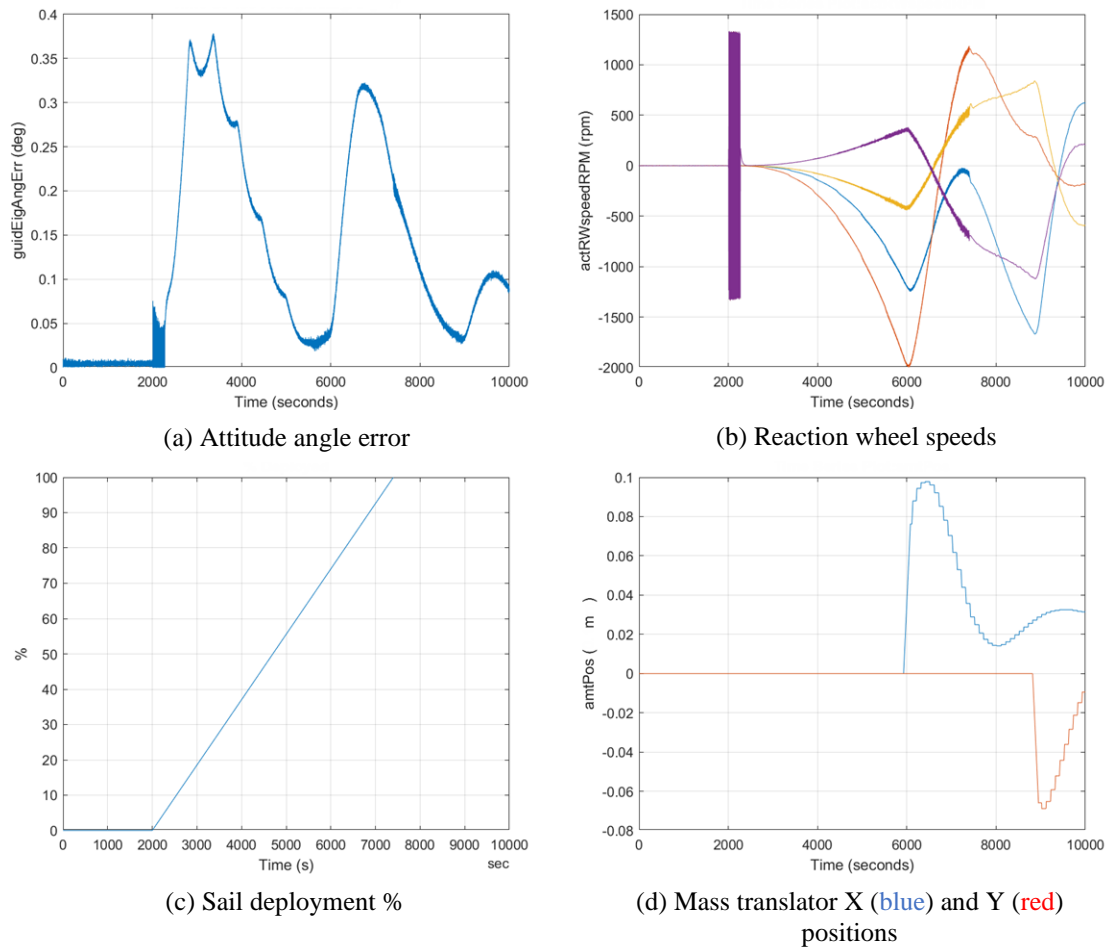 0.4
0.35
0.3
0.25
0.2
0.15
0.1
0.05
0
guidEigAngErr (deg)
0 2000 4000 6000 8000 10000
Time (seconds)
(a) Attitude angle error
1500
1000
500
0
-500
-1000
-1500
-2000
actRWspeedRPM (rpm)
0 2000 4000 6000 8000 10000
Time (seconds)
(b) Reaction wheel speeds
100
90
80
70
60
50
40
30
20
10
0
%
0 1000 2000 3000 4000 5000 6000 7000 8000 9000 10000
Time (s) sec
(c) Sail deployment %
0.1
0.08
0.06
0.04
0.02
0
-0.02
-0.04
-0.06
-0.08
amtPos ( m )
0 2000 4000 6000 8000 10000
Time (seconds)
(d) Mass translator X (blue) and Y (red)
positions